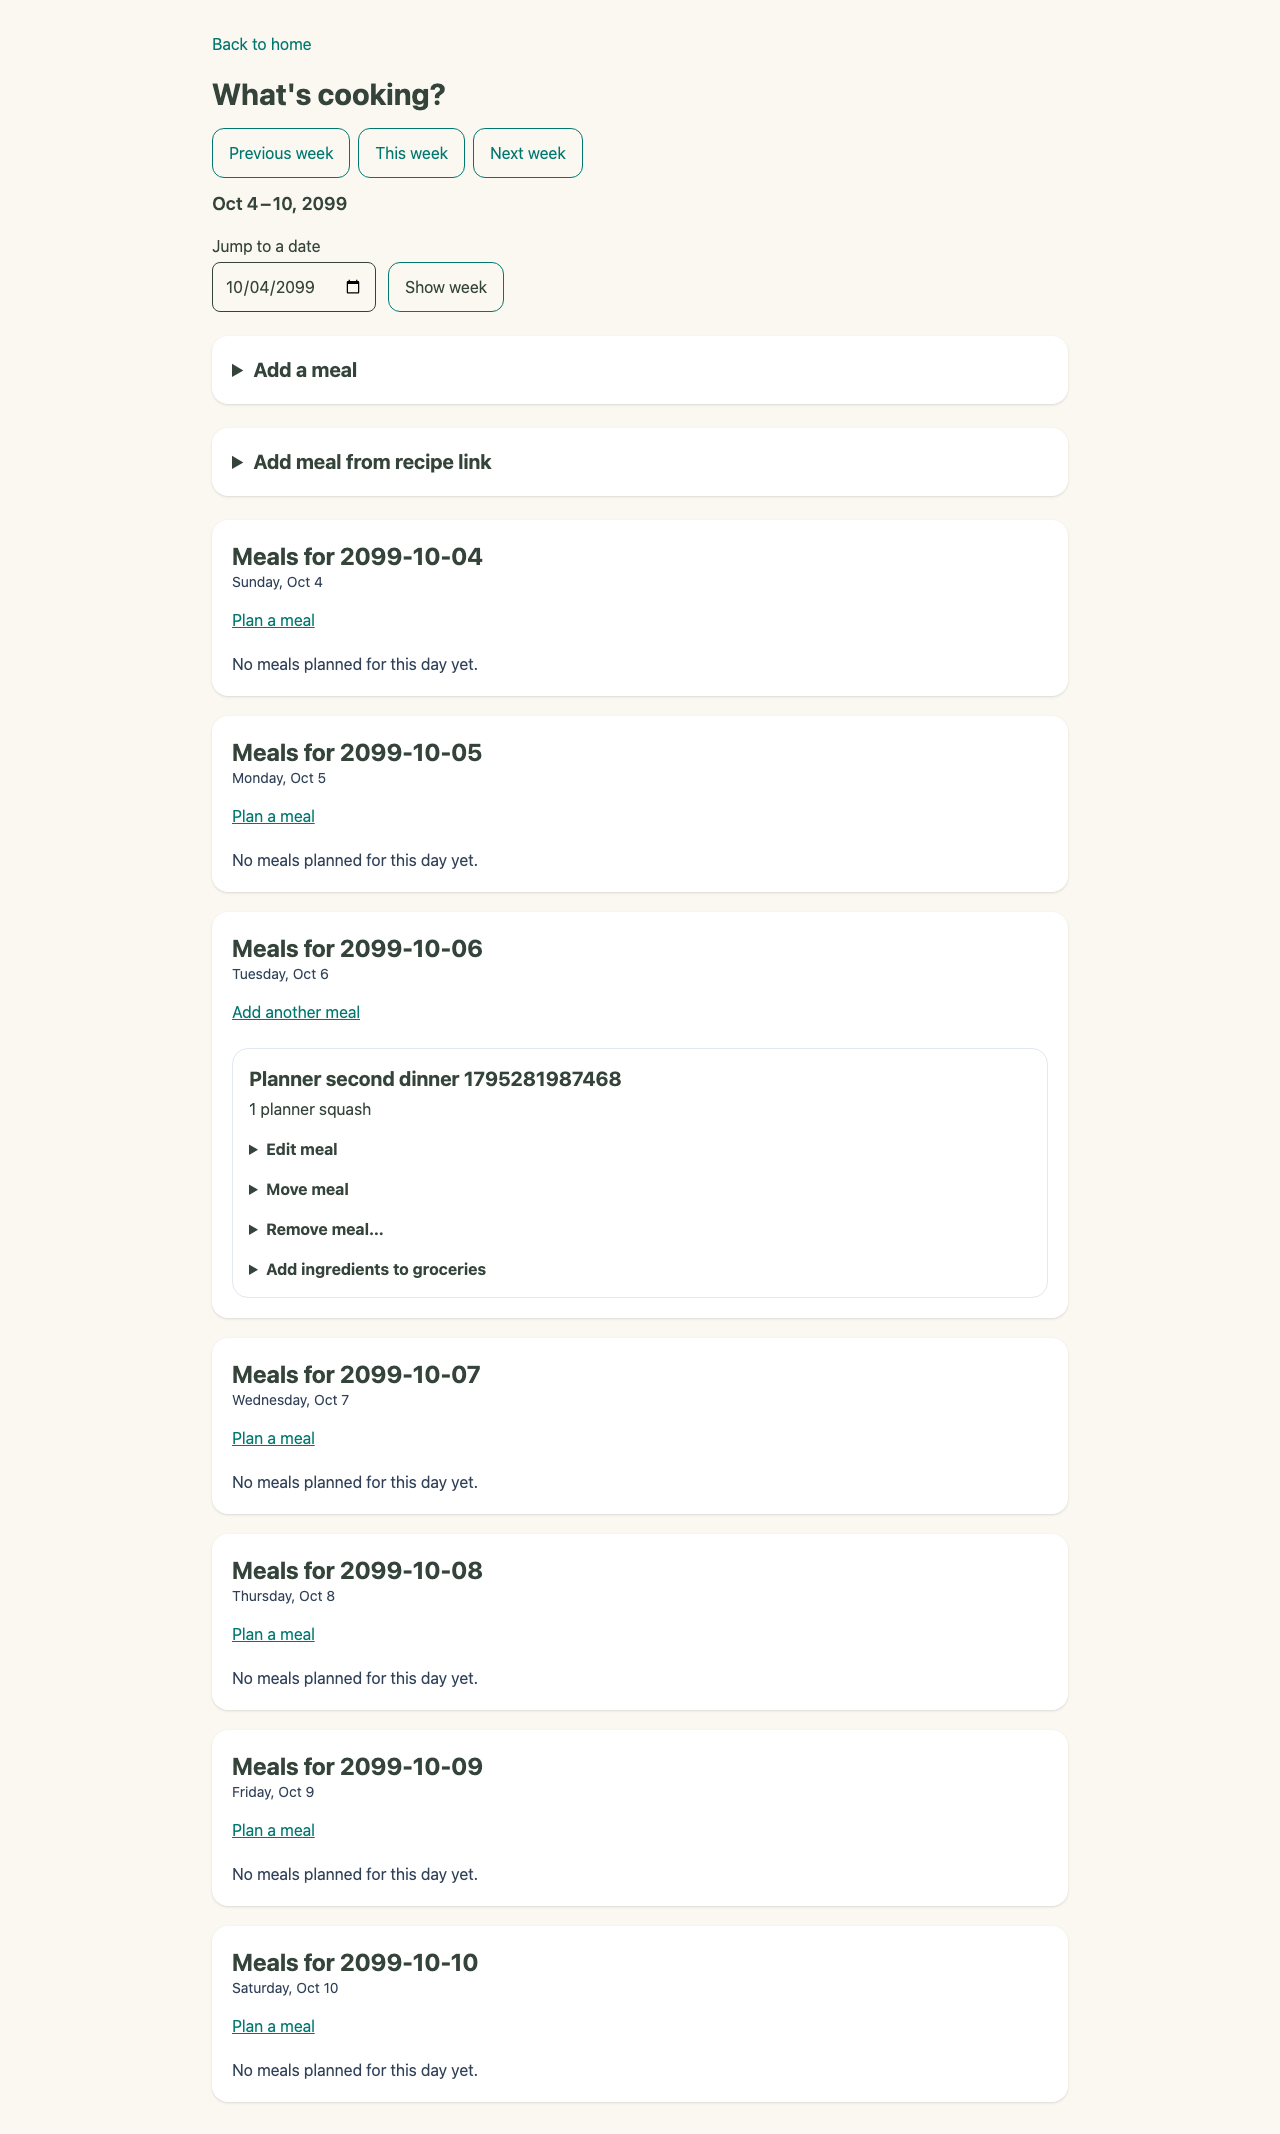 Back to home
What's cooking?
Previous week
This week
Next week
Oct 4–10, 2099
Jump to a date
10/04/2099
Show week
Add a meal
Add meal from recipe link
Meals for 2099-10-04
Sunday, Oct 4
Plan a meal
No meals planned for this day yet.
Meals for 2099-10-05
Monday, Oct 5
Plan a meal
No meals planned for this day yet.
Meals for 2099-10-06
Tuesday, Oct 6
Add another meal
Planner second dinner 1795281987468
1 planner squash
Edit meal
Move meal
Remove meal...
Add ingredients to groceries
Meals for 2099-10-07
Wednesday, Oct 7
Plan a meal
No meals planned for this day yet.
Meals for 2099-10-08
Thursday, Oct 8
Plan a meal
No meals planned for this day yet.
Meals for 2099-10-09
Friday, Oct 9
Plan a meal
No meals planned for this day yet.
Meals for 2099-10-10
Saturday, Oct 10
Plan a meal
No meals planned for this day yet.